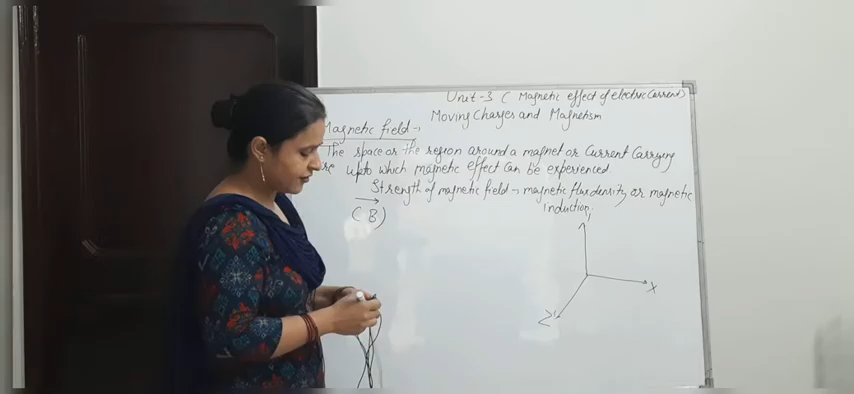 Unit-3 ( Magnetic effect of electric Current)
Moving Charges and Magnetism
Magnetic field →
The space or the region around a magnet or Current Carrying
re upto which magnetic effect can be experienced.
Strength of magnetic field → magnetic flux density or magnetic
induction.
(B)
X
Z